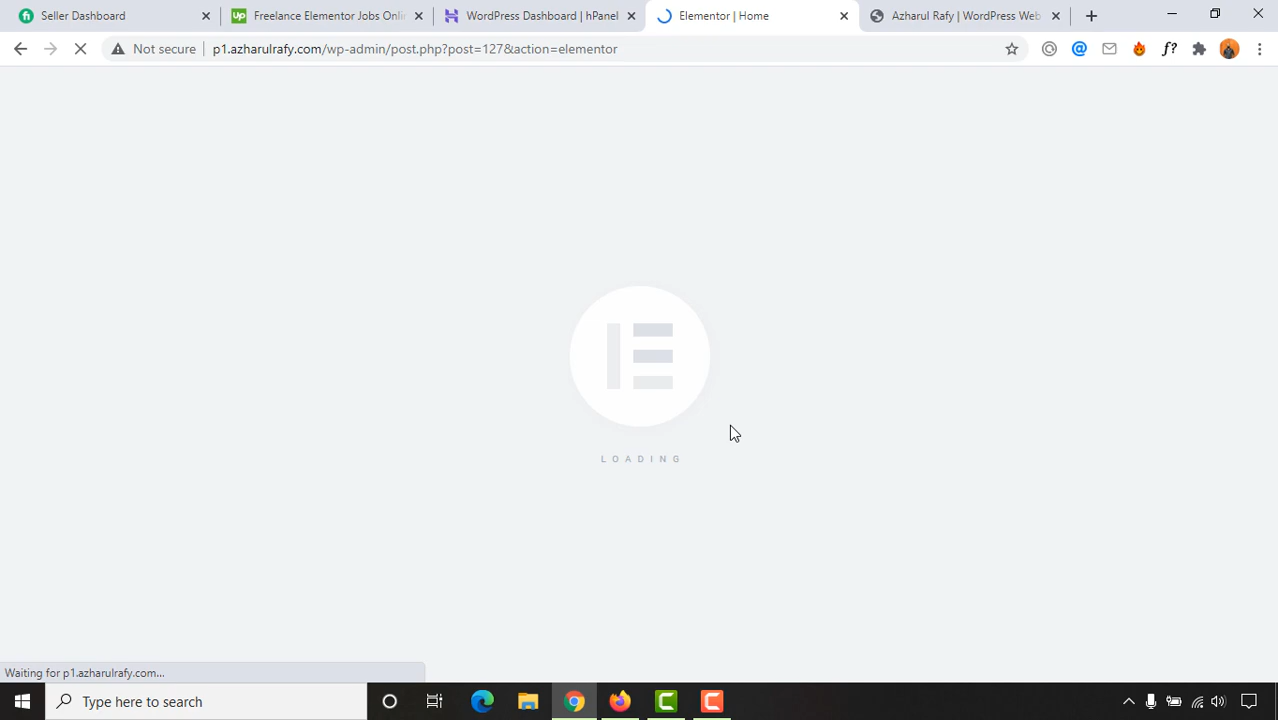 Seller Dashboard
Freelance Elementor Jobs Onli
WordPress Dashboard | hPanel
Elementor | Home
Azharul Rafy | WordPress Web
Not secure
p1.azharulrafy.com/wp-admin/post.php?post=127&action=elementor
LOADING
Waiting for p1.azharulrafy.com...
Type here to search